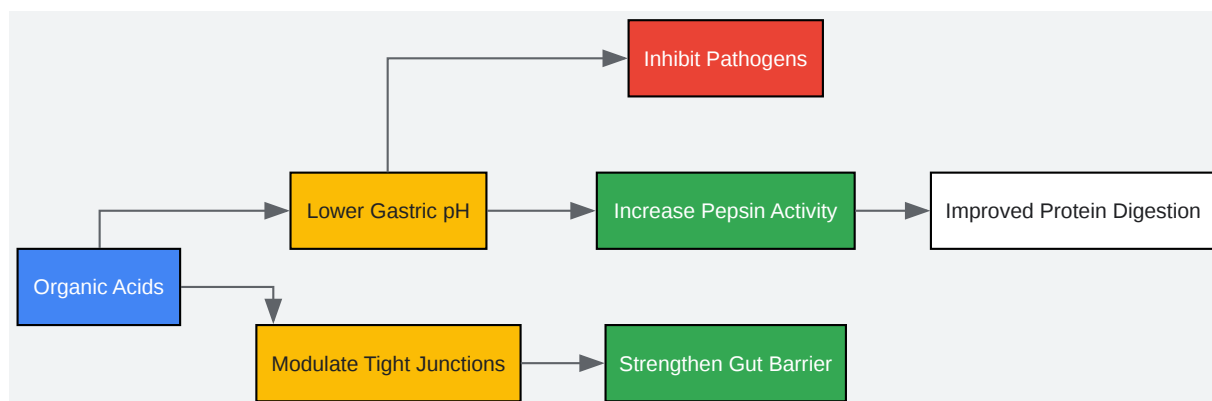 Inhibit Pathogens
Lower Gastric pH
Increase Pepsin Activity
Improved Protein Digestion
Organic Acids
Modulate Tight Junctions
Strengthen Gut Barrier